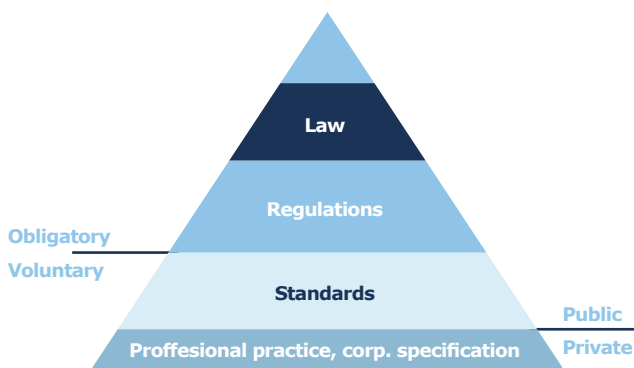 Law
Regulations
Obligatory
Voluntary
Standards
Public
Proffesional practice, corp. specification
Private